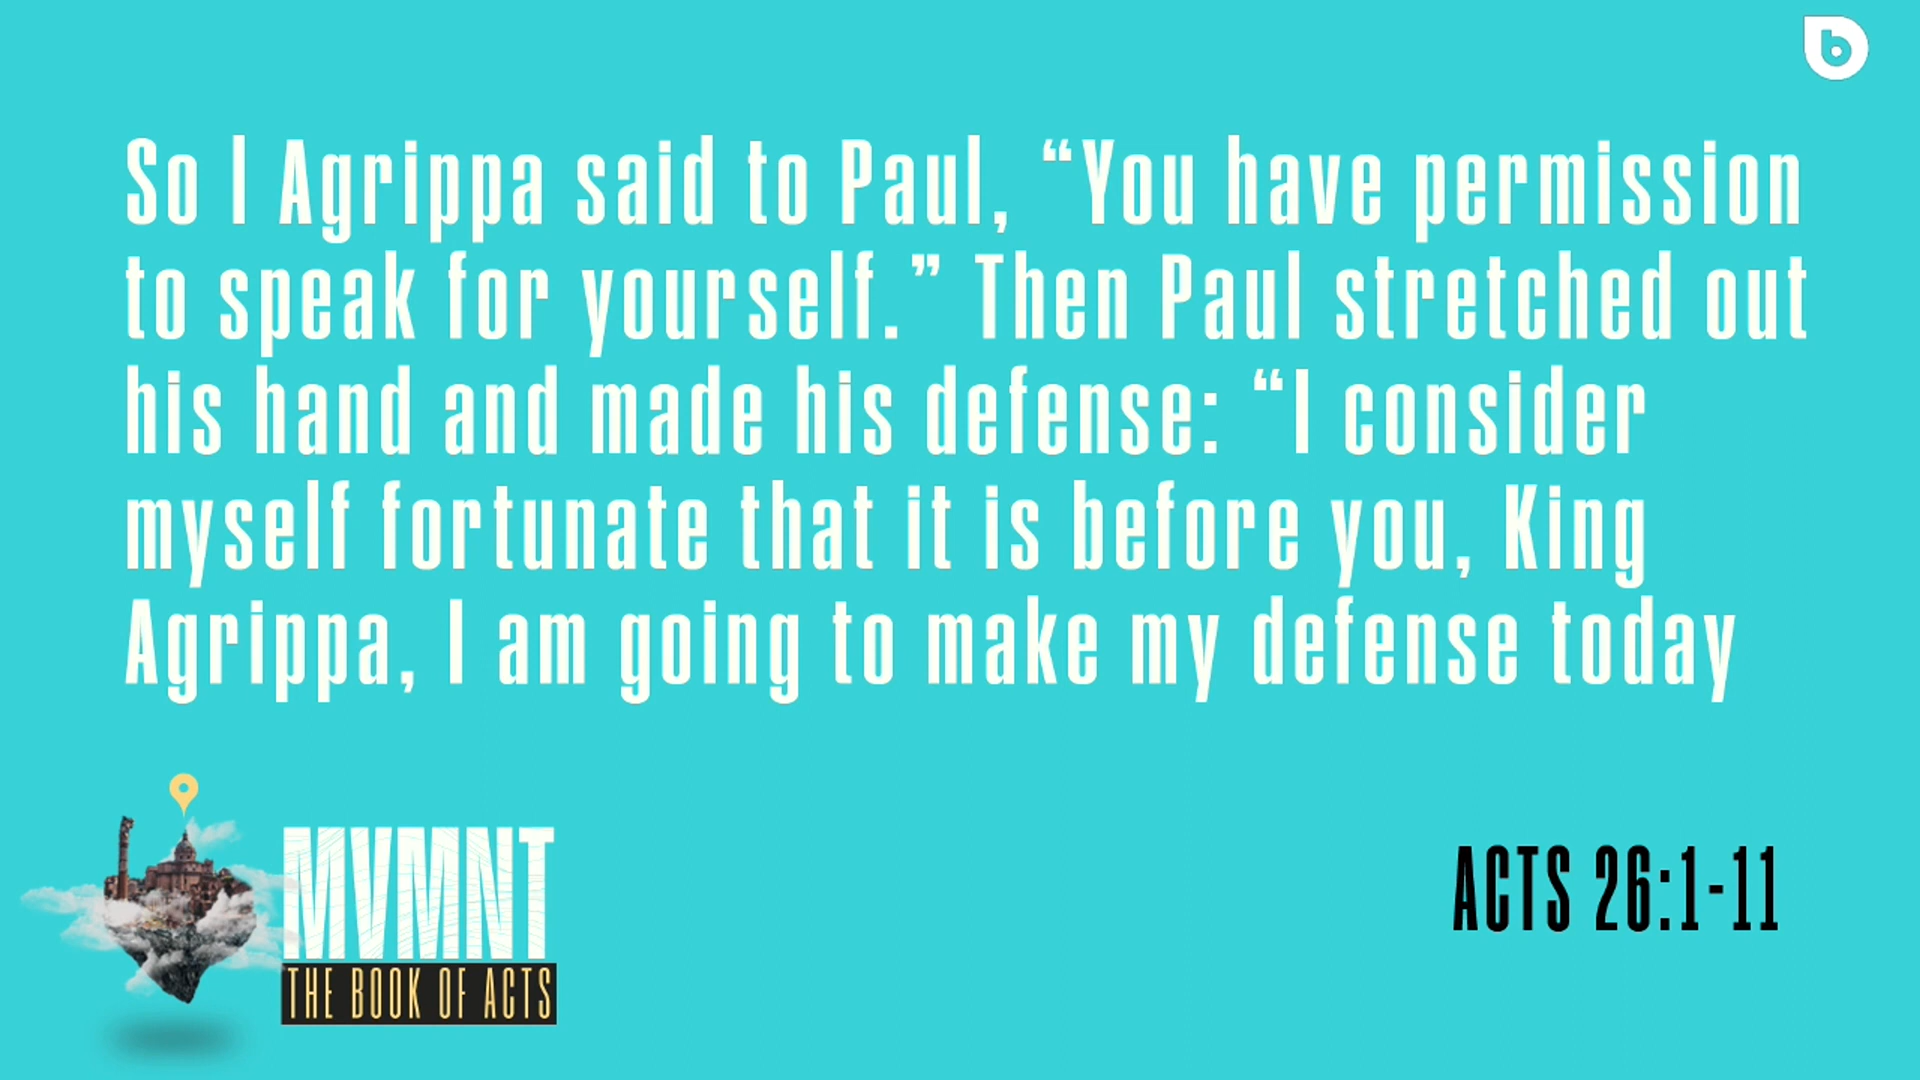 b
So I Agrippa said to Paul, “You have permission
to speak for yourself.” Then Paul stretched out
his hand and made his defense: “I consider
myself fortunate that it is before you, King
Agrippa, I am going to make my defense today
MVMNT
THE BOOK OF ACTS
ACTS 26:1-11